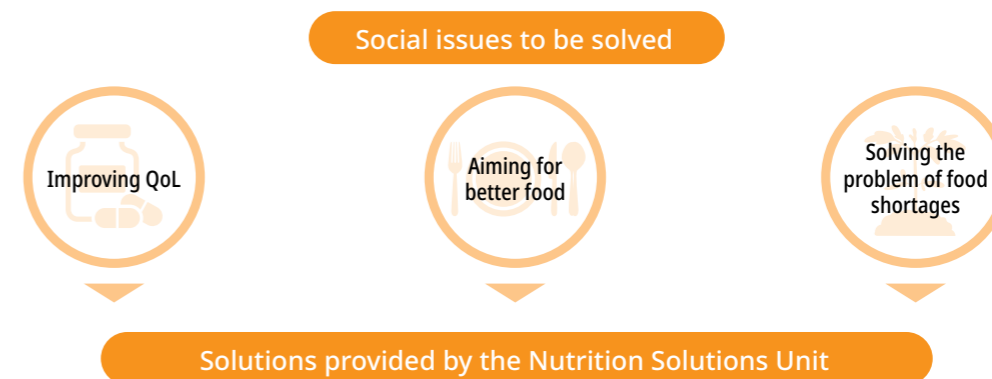 Social issues to be solved
Improving QoL
Aiming for
better food
Solving the
problem of food
shortages
Solutions provided by the Nutrition Solutions Unit